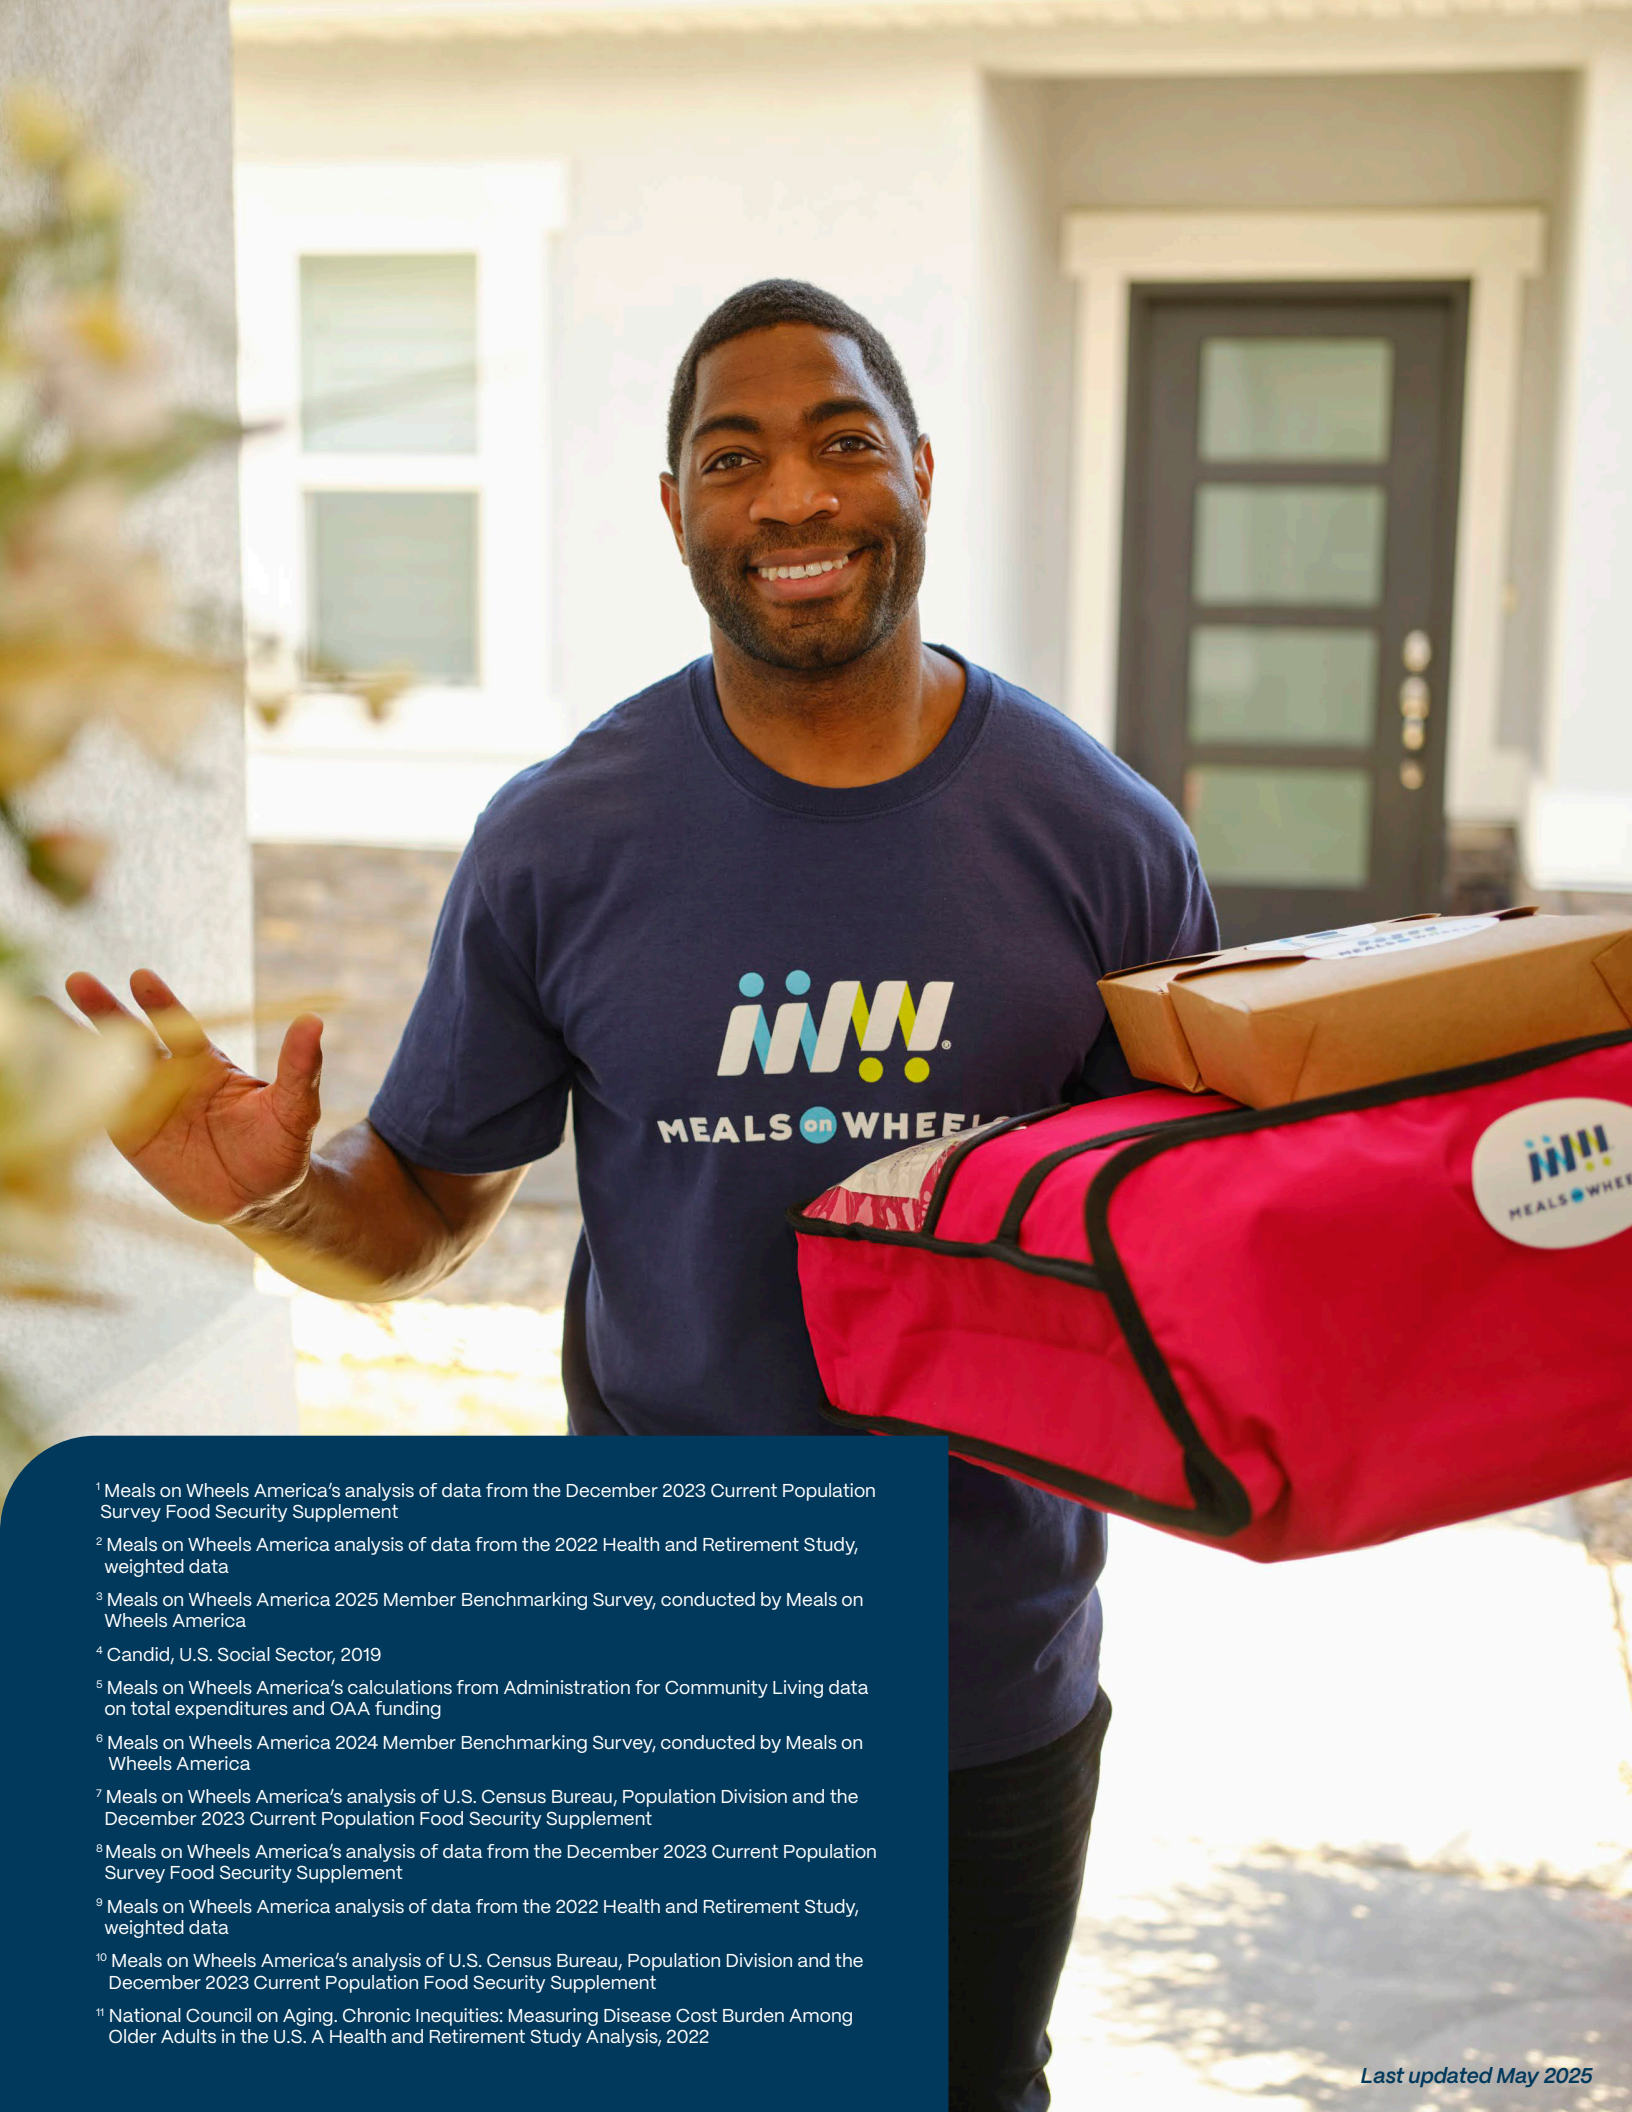 MEALS on WHEELS
MEALS on WHEE
MEALS on WHEELS
¹ Meals on Wheels America’s analysis of data from the December 2023 Current Population
Survey Food Security Supplement
² Meals on Wheels America analysis of data from the 2022 Health and Retirement Study,
weighted data
³ Meals on Wheels America 2025 Member Benchmarking Survey, conducted by Meals on
Wheels America
⁴ Candid, U.S. Social Sector, 2019
⁵ Meals on Wheels America’s calculations from Administration for Community Living data
on total expenditures and OAA funding
⁶ Meals on Wheels America 2024 Member Benchmarking Survey, conducted by Meals on
Wheels America
⁷ Meals on Wheels America’s analysis of U.S. Census Bureau, Population Division and the
December 2023 Current Population Food Security Supplement
⁸ Meals on Wheels America’s analysis of data from the December 2023 Current Population
Survey Food Security Supplement
⁹ Meals on Wheels America analysis of data from the 2022 Health and Retirement Study,
weighted data
¹⁰ Meals on Wheels America’s analysis of U.S. Census Bureau, Population Division and the
December 2023 Current Population Food Security Supplement
¹¹ National Council on Aging. Chronic Inequities: Measuring Disease Cost Burden Among
Older Adults in the U.S. A Health and Retirement Study Analysis, 2022
Last updated May 2025